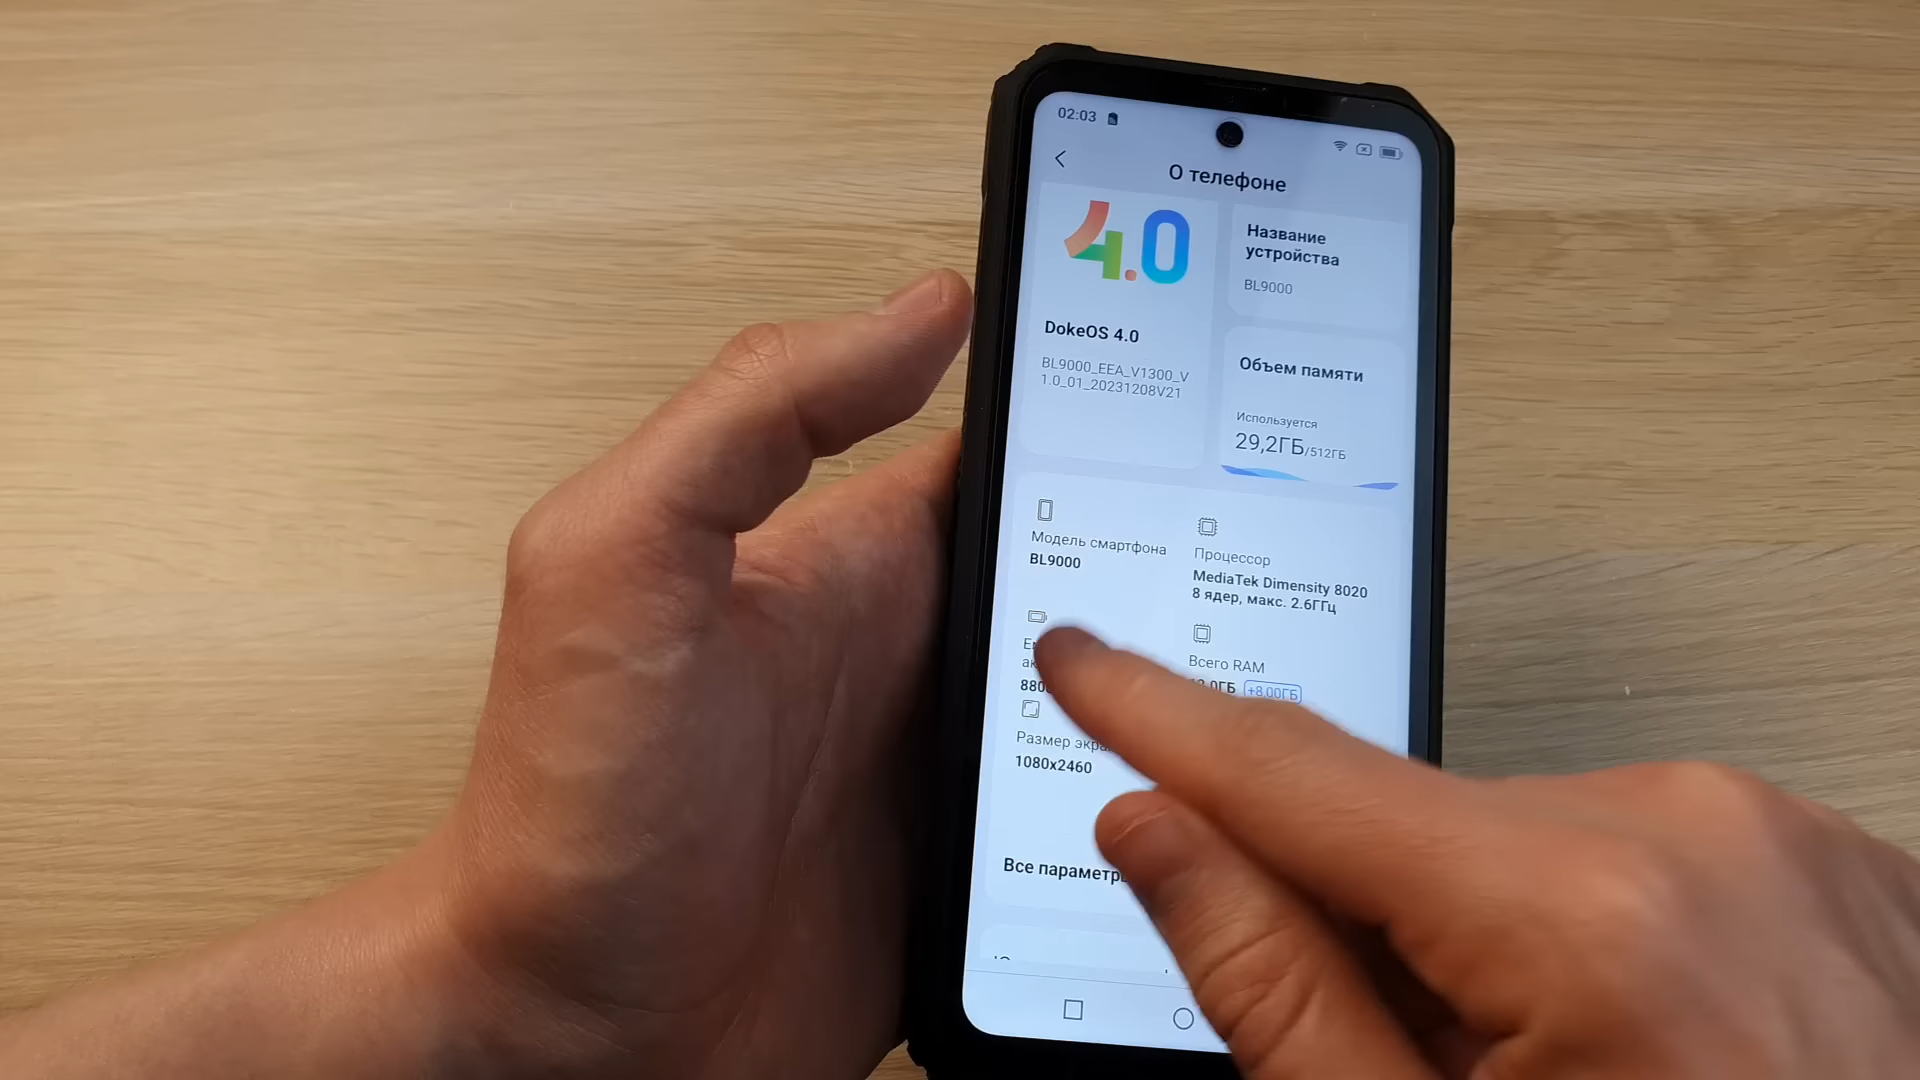 02:03
О телефоне
4.0
DokeOS 4.0
BL9000_EEA_V1300_V
1.0_01_20231208V21
Название
устройства
BL9000
Объем памяти
Используется
29,2ГБ/512ГБ
Модель смартфона
BL9000
Процессор
MediaTek Dimensity 8020
8 ядер, макс. 2.6ГГц
Всего RAM
+8,00ГБ
Размер
1080x2460
Все параметры